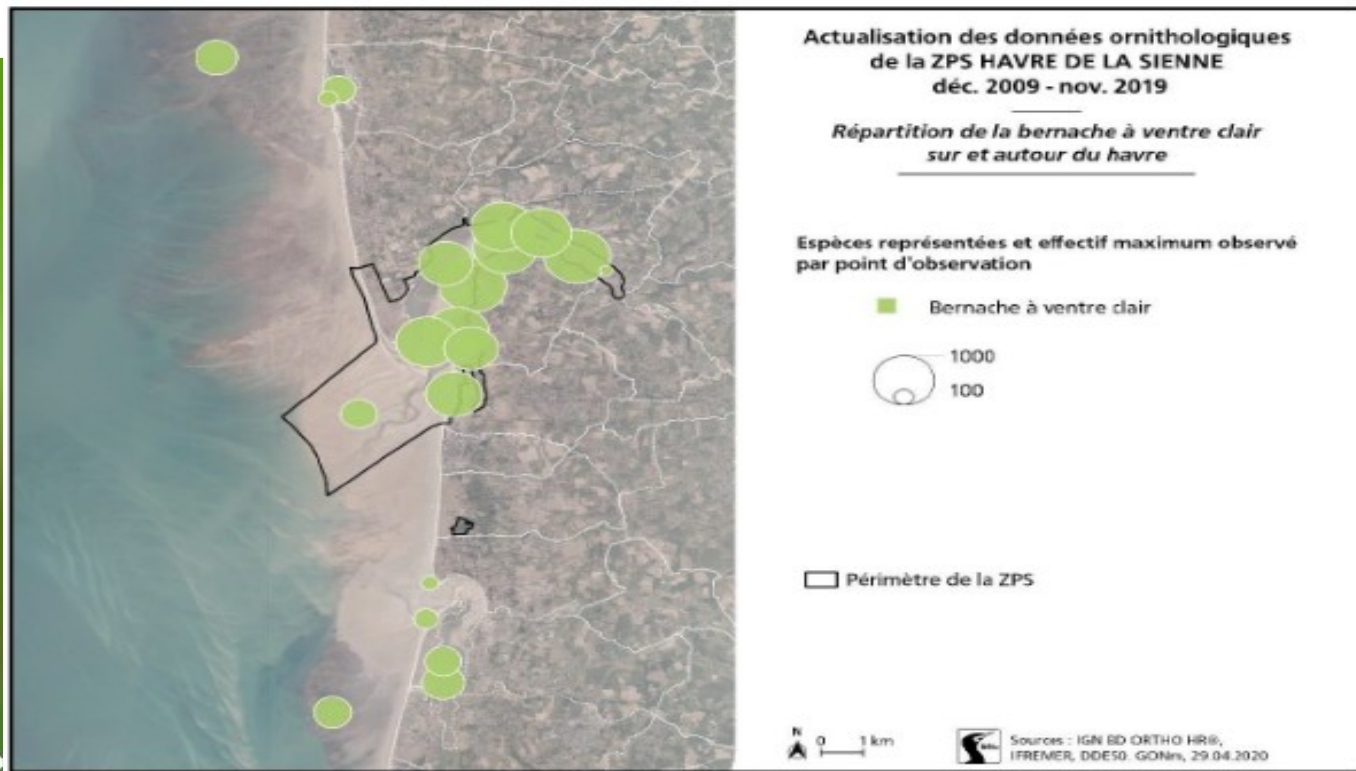 Actualisation des données ornithologiques
de la ZPS HAVRE DE LA SIENNE
déc. 2009 - nov. 2019
Répartition de la bernache à ventre clair
sur et autour du havre
Espèces représentées et effectif maximum observé
par point d'observation
Bernache à ventre clair
1000
100
Périmètre de la ZPS
N
0 1 km
Sources : IGN BD ORTHO HR®,
IFREMER, DDE50. GONm, 29.04.2020